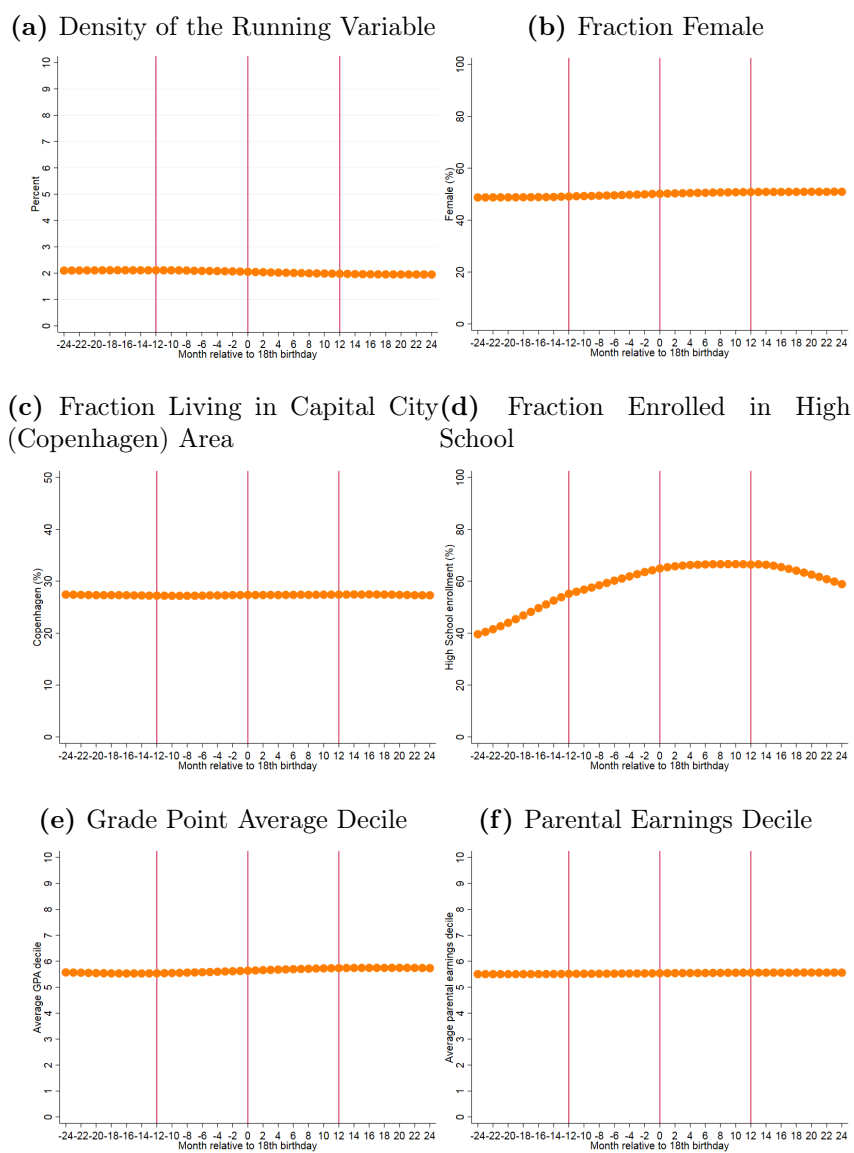 (a) Density of the Running Variable
(b) Fraction Female
Percent
0 1 2 3 4 5 6 7 8 9 10
-24-22-20-18-16-14-12-10 -8 -6 -4 -2 0 2 4 6 8 10 12 14 16 18 20 22 24
Month relative to 18th birthday
Female (%)
0 20 40 60 80 100
-24-22-20-18-16-14-12-10 -8 -6 -4 -2 0 2 4 6 8 10 12 14 16 18 20 22 24
Month relative to 18th birthday
(c) Fraction Living in Capital City
(Copenhagen) Area
(d) Fraction Enrolled in High
School
Copenhagen (%)
0 10 20 30 40 50
-24-22-20-18-16-14-12-10 -8 -6 -4 -2 0 2 4 6 8 10 12 14 16 18 20 22 24
Month relative to 18th birthday
High School enrollment (%)
0 20 40 60 80 100
-24-22-20-18-16-14-12-10 -8 -6 -4 -2 0 2 4 6 8 10 12 14 16 18 20 22 24
Month relative to 18th birthday
(e) Grade Point Average Decile
(f) Parental Earnings Decile
Average GPA decile
0 1 2 3 4 5 6 7 8 9 10
-24-22-20-18-16-14-12-10 -8 -6 -4 -2 0 2 4 6 8 10 12 14 16 18 20 22 24
Month relative to 18th birthday
Average parental earnings decile
0 1 2 3 4 5 6 7 8 9 10
-24-22-20-18-16-14-12-10 -8 -6 -4 -2 0 2 4 6 8 10 12 14 16 18 20 22 24
Month relative to 18th birthday